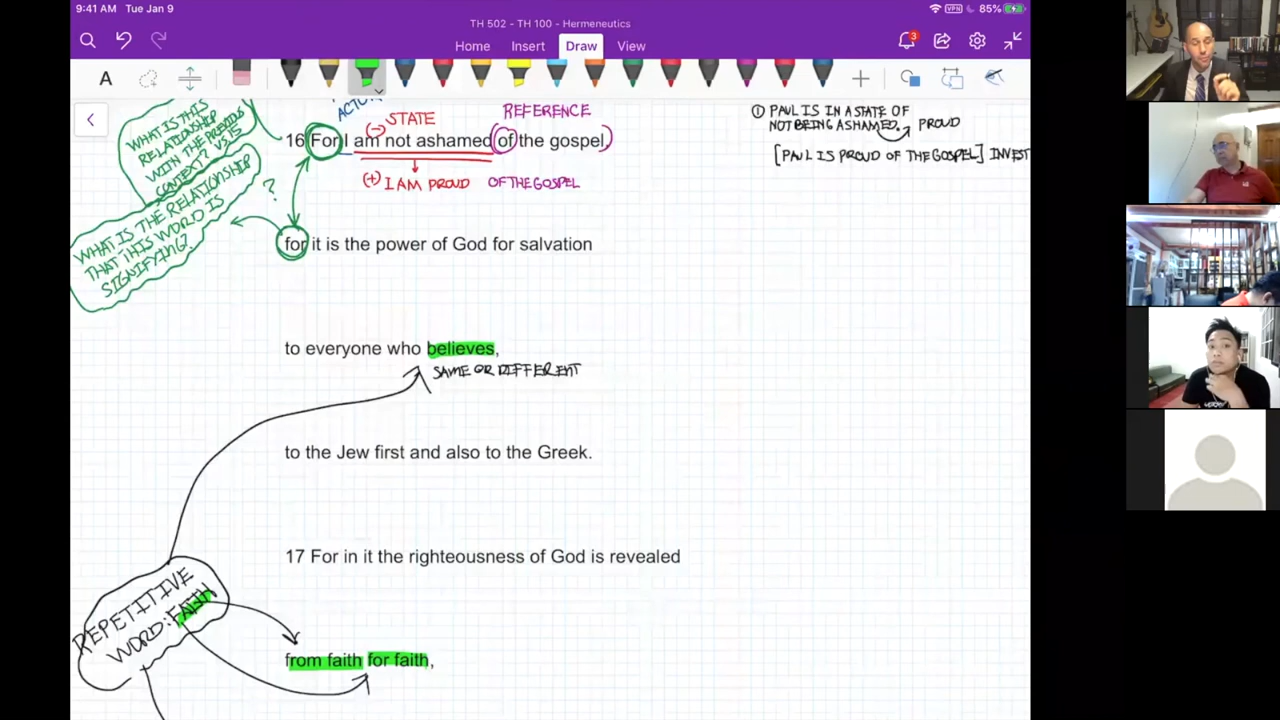 9:41 AM Tue Jan 9
VPN
85%
TH 502 - TH 100 - Hermeneutics
Home Insert Draw View
3
A
ACTOR
STATE
REFERENCE
(-)
16 For I am not ashamed of the gospel,)
(+) I AM PROUD OF THE GOSPEL
① PAUL IS IN A STATE OF
NOT BEING ASHAMED.
PROUD
[PAUL IS PROUD OF THE GOSPEL] INVEST
WHAT IS THIS
RELATIONSHIP
WITH THE PREVIOUS
CONTEXT? VS 15
?
WHAT IS THE RELATIONSHIP
THAT THIS WORD IS
SIGNIFYING?
for it is the power of God for salvation
to everyone who believes,
SAME OR DIFFERENT
to the Jew first and also to the Greek.
17 For in it the righteousness of God is revealed
REPETITIVE
WORD: FAITH
from faith for faith,